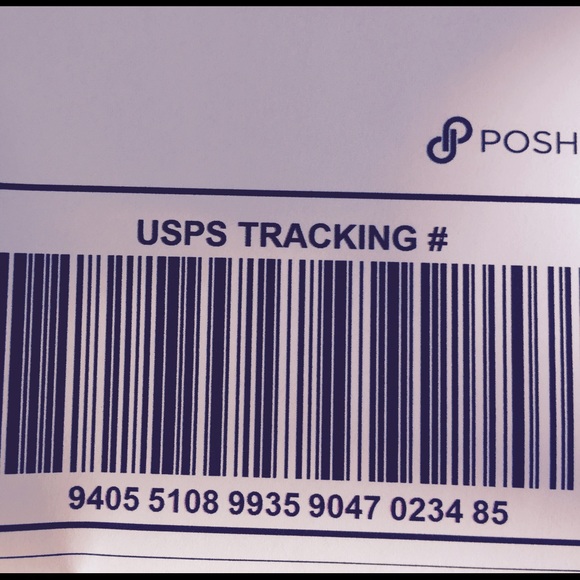 POSH
USPS TRACKING #
9405 5108 9935 9047 0234 85